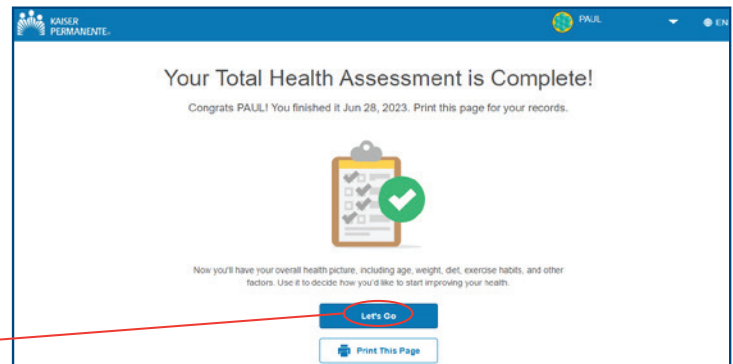 KAISER
PERMANENTE®
PAUL
EN
Your Total Health Assessment is Complete!
Congrats PAUL! You finished it Jun 28, 2023. Print this page for your records.
Now you'll have your overall health picture, including age, weight, diet, exercise habits, and other
factors. Use it to decide how you'd like to start improving your health.
Let's Go
Print This Page